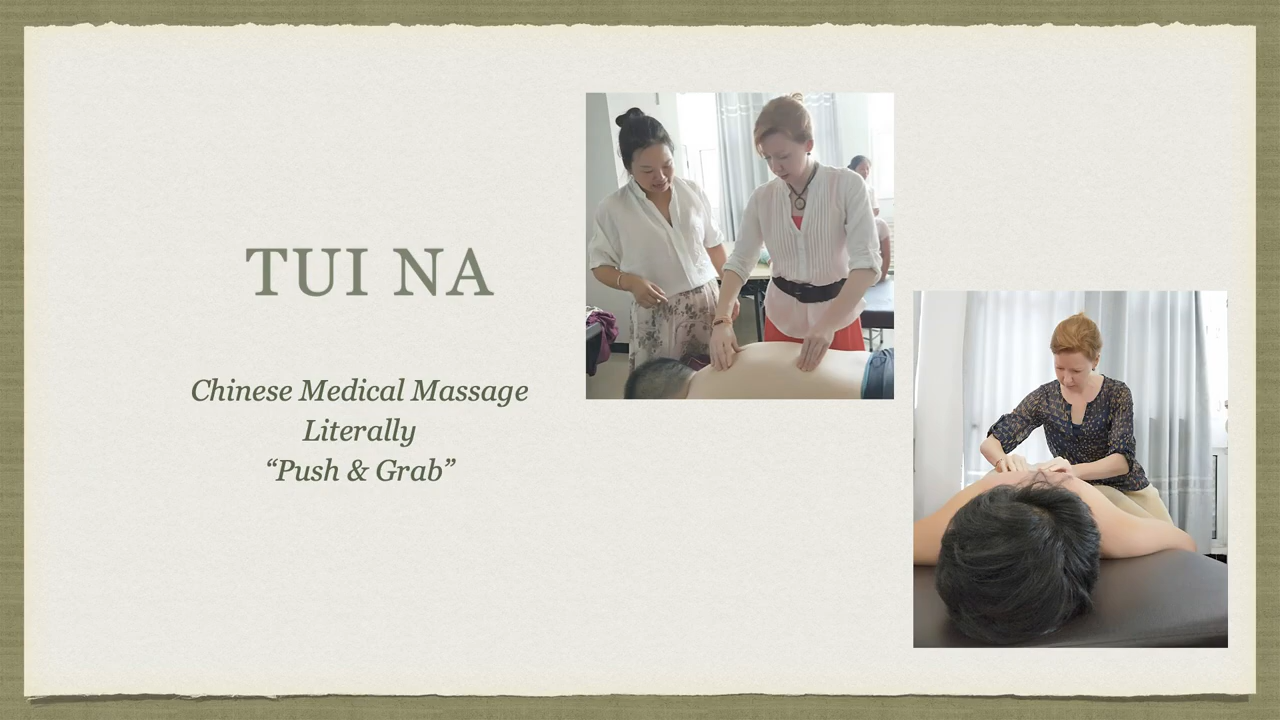 TUI NA
Chinese Medical Massage
Literally
“Push & Grab”